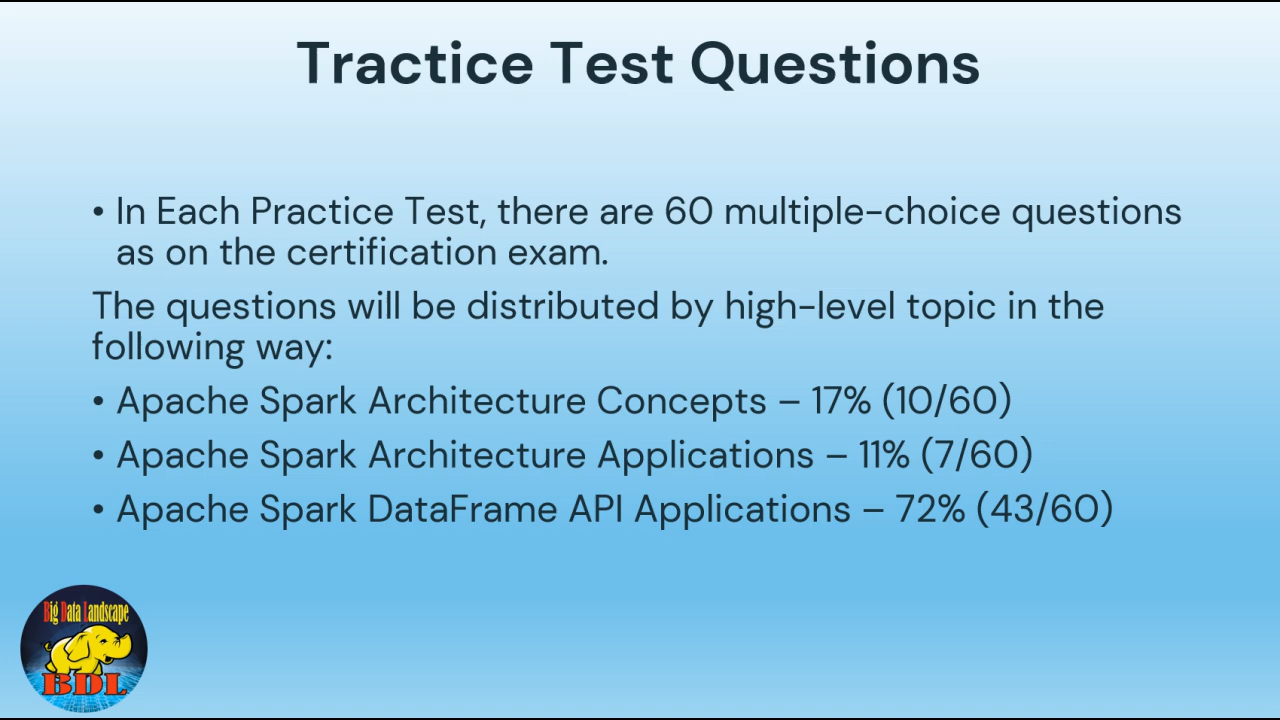 Tractice Test Questions
• In Each Practice Test, there are 60 multiple-choice questions
as on the certification exam.
The questions will be distributed by high-level topic in the
following way:
• Apache Spark Architecture Concepts – 17% (10/60)
• Apache Spark Architecture Applications – 11% (7/60)
• Apache Spark DataFrame API Applications – 72% (43/60)
Big Data Landscape
BDL